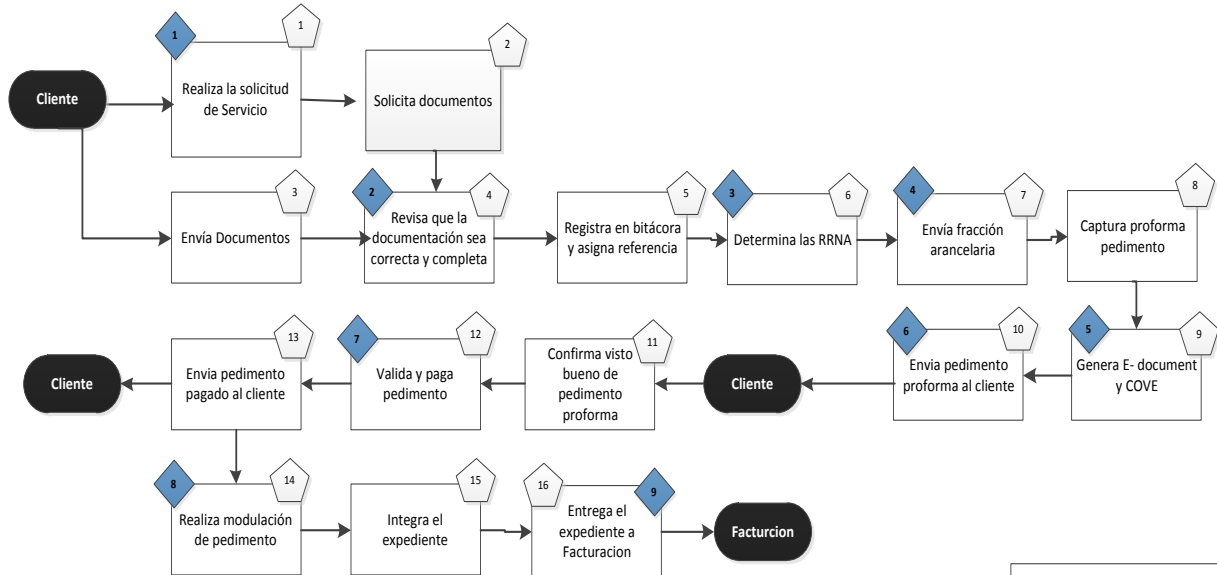 Cliente
1
1
Realiza la solicitud
de Servicio
2
Solicita documentos
3
Envía Documentos
2
4
Revisa que la
documentación sea
correcta y completa
5
Registra en bitácora
y asigna referencia
3
6
Determina las RRNA
4
7
Envía fracción
arancelaria
8
Captura proforma
pedimento
5
9
Genera E- document
y COVE
6
10
Envia pedimento
proforma al cliente
Cliente
11
Confirma visto
bueno de
pedimento
proforma
7
12
Valida y paga
pedimento
13
Envia pedimento
pagado al cliente
Cliente
8
14
Realiza modulación
de pedimento
15
Integra el
expediente
16
9
Entrega el
expediente a
Facturacion
Facturcion